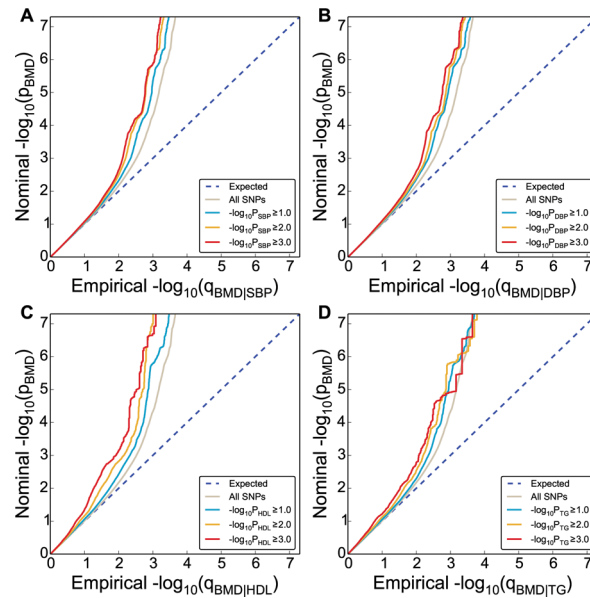 A
Nominal -log10(pBMD)
7
6
5
4
3
2
1
0
0 1 2 3 4 5 6 7
Empirical -log10(qBMD|SBP)
Expected
All SNPs
-log10PSBP≥1.0
-log10PSBP≥2.0
-log10PSBP≥3.0
B
Nominal -log10(pBMD)
7
6
5
4
3
2
1
0
0 1 2 3 4 5 6 7
Empirical -log10(qBMD|DBP)
Expected
All SNPs
-log10PDBP≥1.0
-log10PDBP≥2.0
-log10PDBP≥3.0
C
Nominal -log10(pBMD)
7
6
5
4
3
2
1
0
0 1 2 3 4 5 6 7
Empirical -log10(qBMD|HDL)
Expected
All SNPs
-log10PHDL≥1.0
-log10PHDL≥2.0
-log10PHDL≥3.0
D
Nominal -log10(pBMD)
7
6
5
4
3
2
1
0
0 1 2 3 4 5 6 7
Empirical -log10(qBMD|TG)
Expected
All SNPs
-log10PTG≥1.0
-log10PTG≥2.0
-log10PTG≥3.0